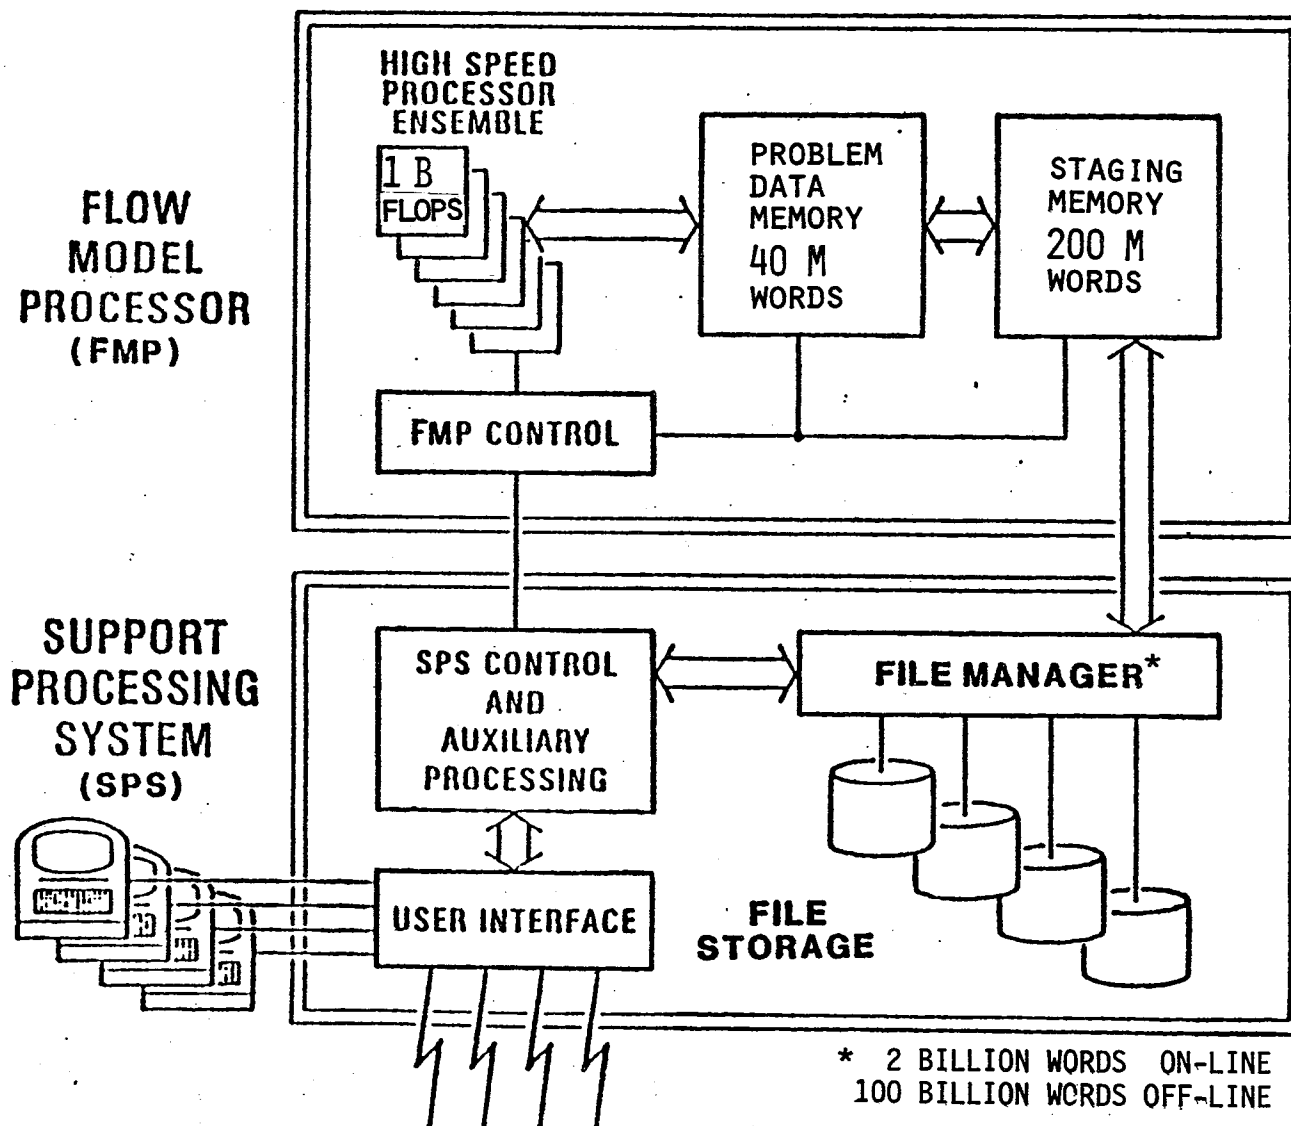 HIGH SPEED
PROCESSOR
ENSEMBLE
1 B
FLOPS
PROBLEM
DATA
MEMORY
40 M
WORDS
STAGING
MEMORY
200 M
WORDS
FLOW
MODEL
PROCESSOR
(FMP)
FMP CONTROL
SUPPORT
PROCESSING
SYSTEM
(SPS)
SPS CONTROL
AND
AUXILIARY
PROCESSING
FILE MANAGER*
USER INTERFACE
FILE
STORAGE
* 2 BILLION WORDS ON-LINE
100 BILLION WORDS OFF-LINE